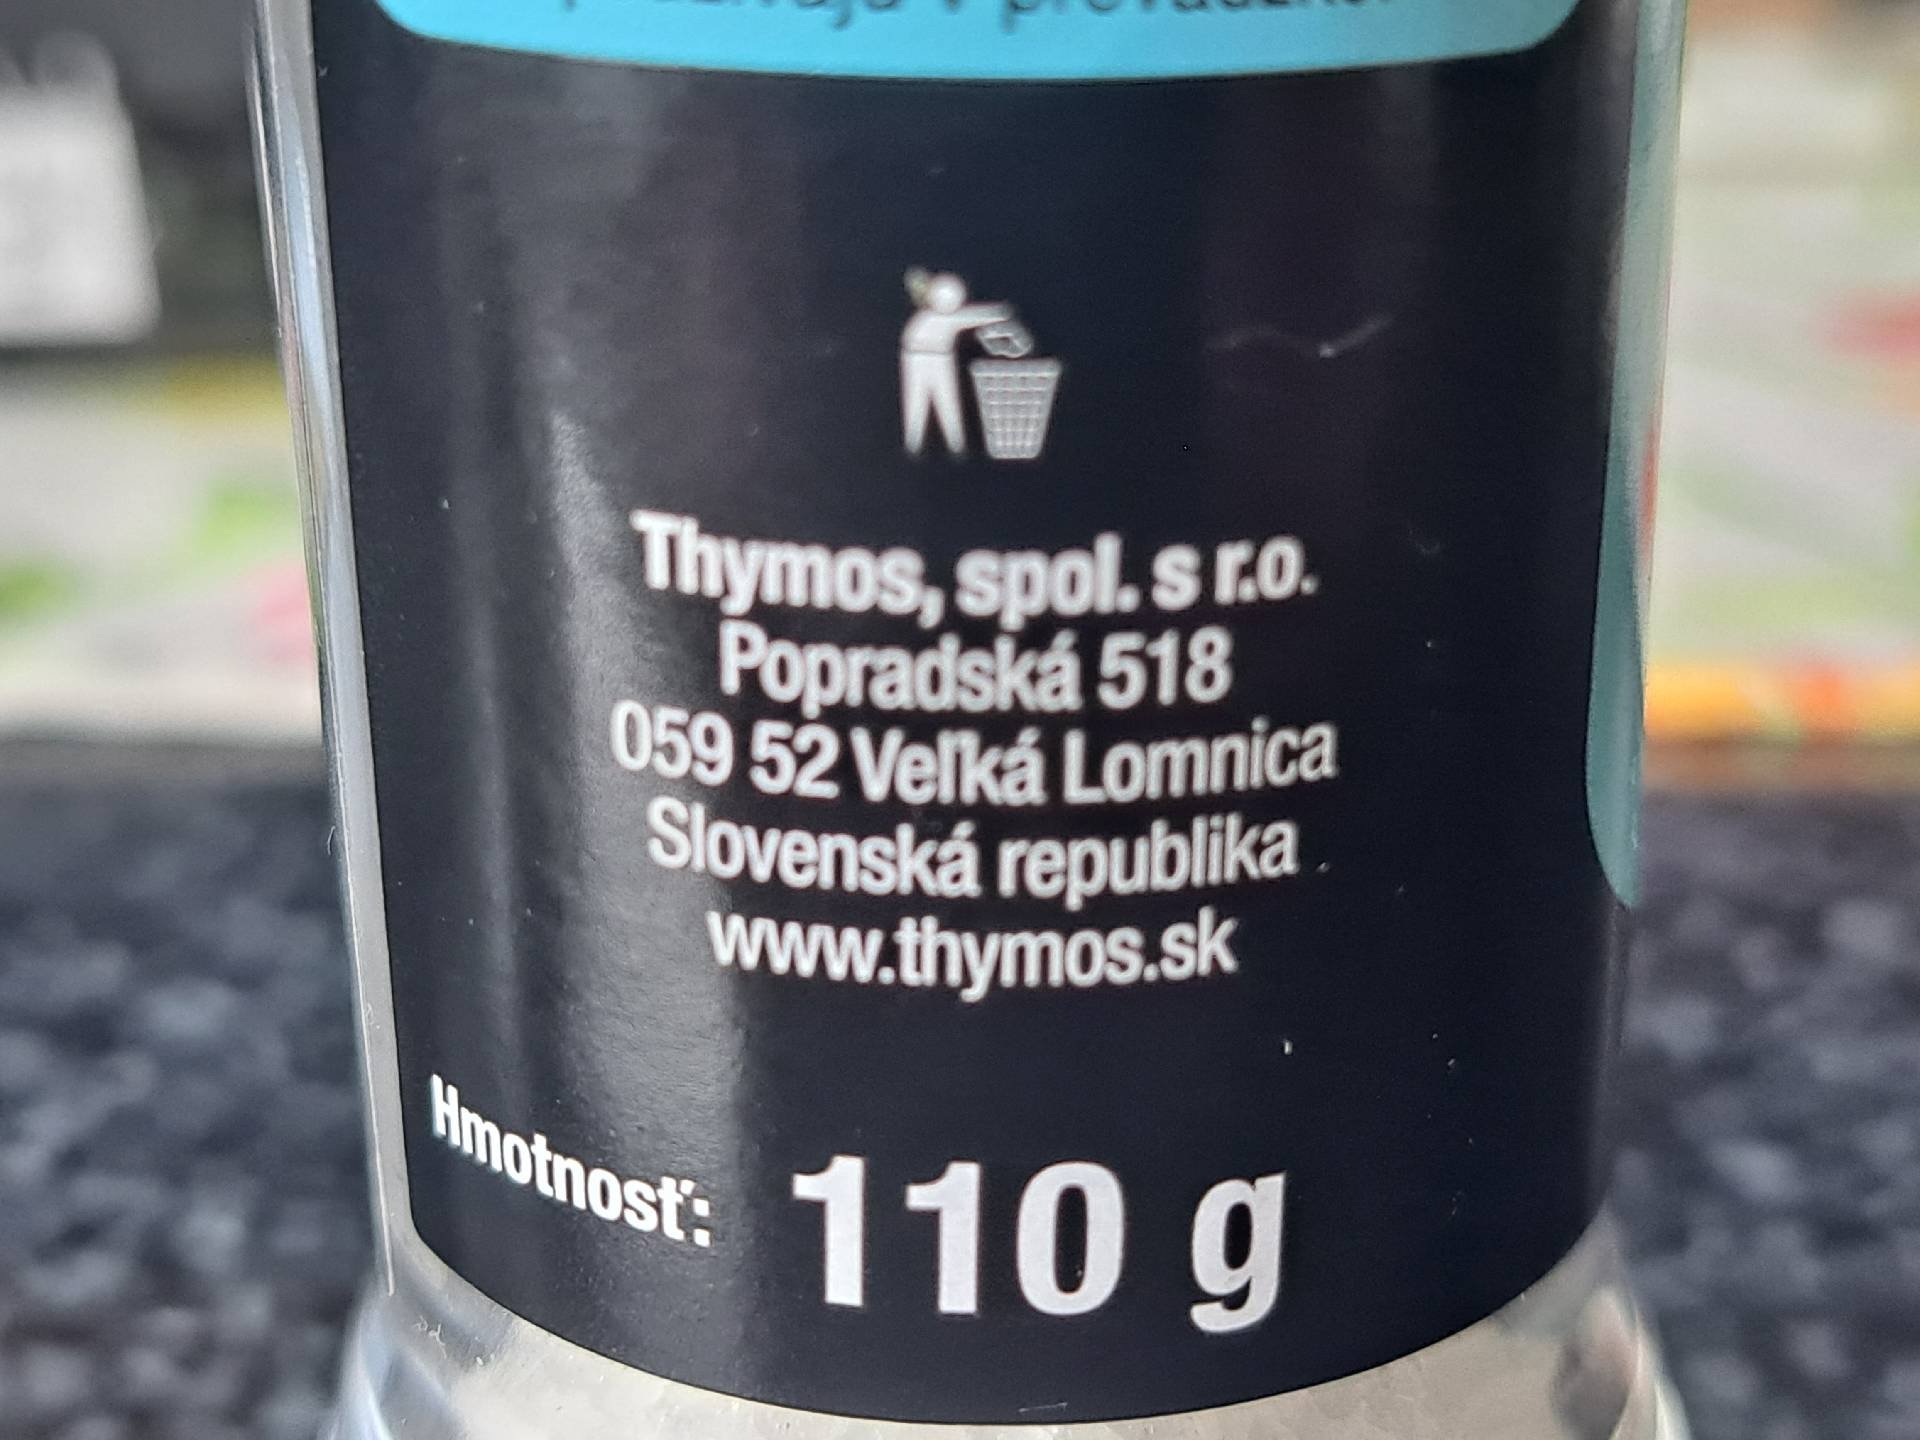 Thymos, spol. s r.o.
Popradská 518
059 52 Veľká Lomnica
Slovenská republika
www.thymos.sk
Hmotnosť: 110 g